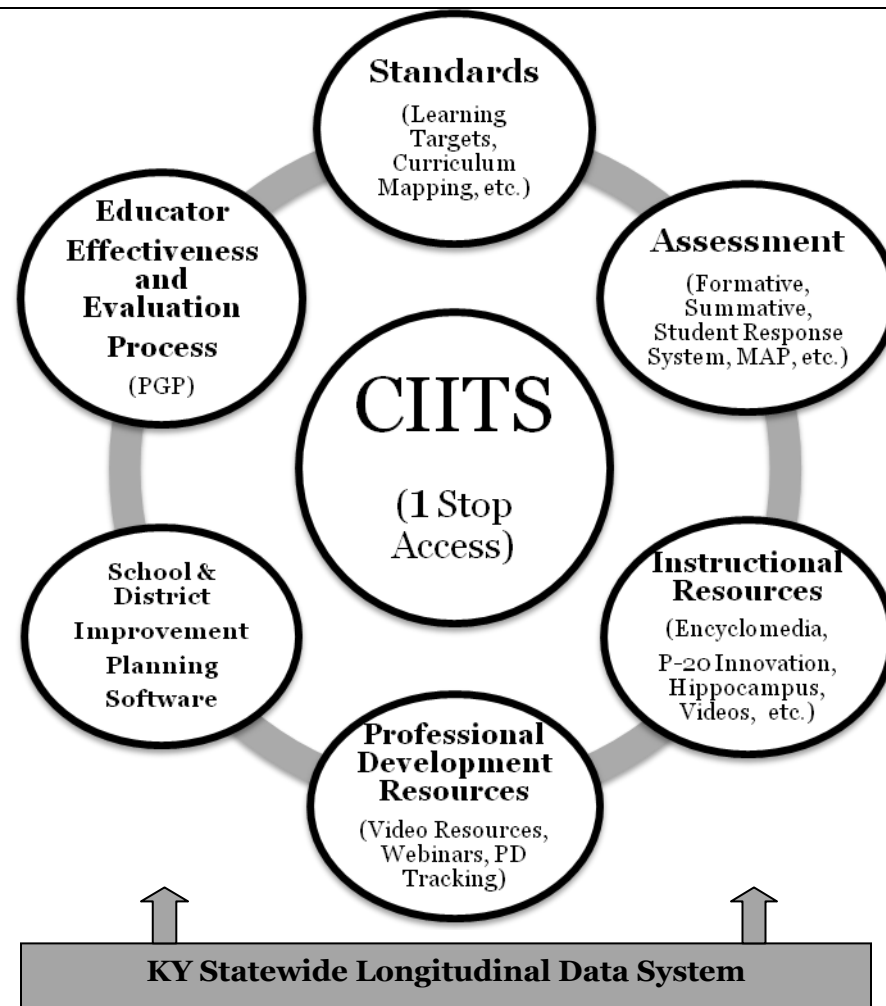 Standards
(Learning
Targets,
Curriculum
Mapping, etc.)
Assessment
(Formative,
Summative,
Student Response
System, MAP, etc.)
Instructional
Resources
(Encyclomedia,
P-20 Innovation,
Hippocampus,
Videos, etc.)
Professional
Development
Resources
(Video Resources,
Webinars, PD
Tracking)
School &
District
Improvement
Planning
Software
Educator
Effectiveness
and
Evaluation
Process
(PGP)
CIITS
(1 Stop
Access)
KY Statewide Longitudinal Data System